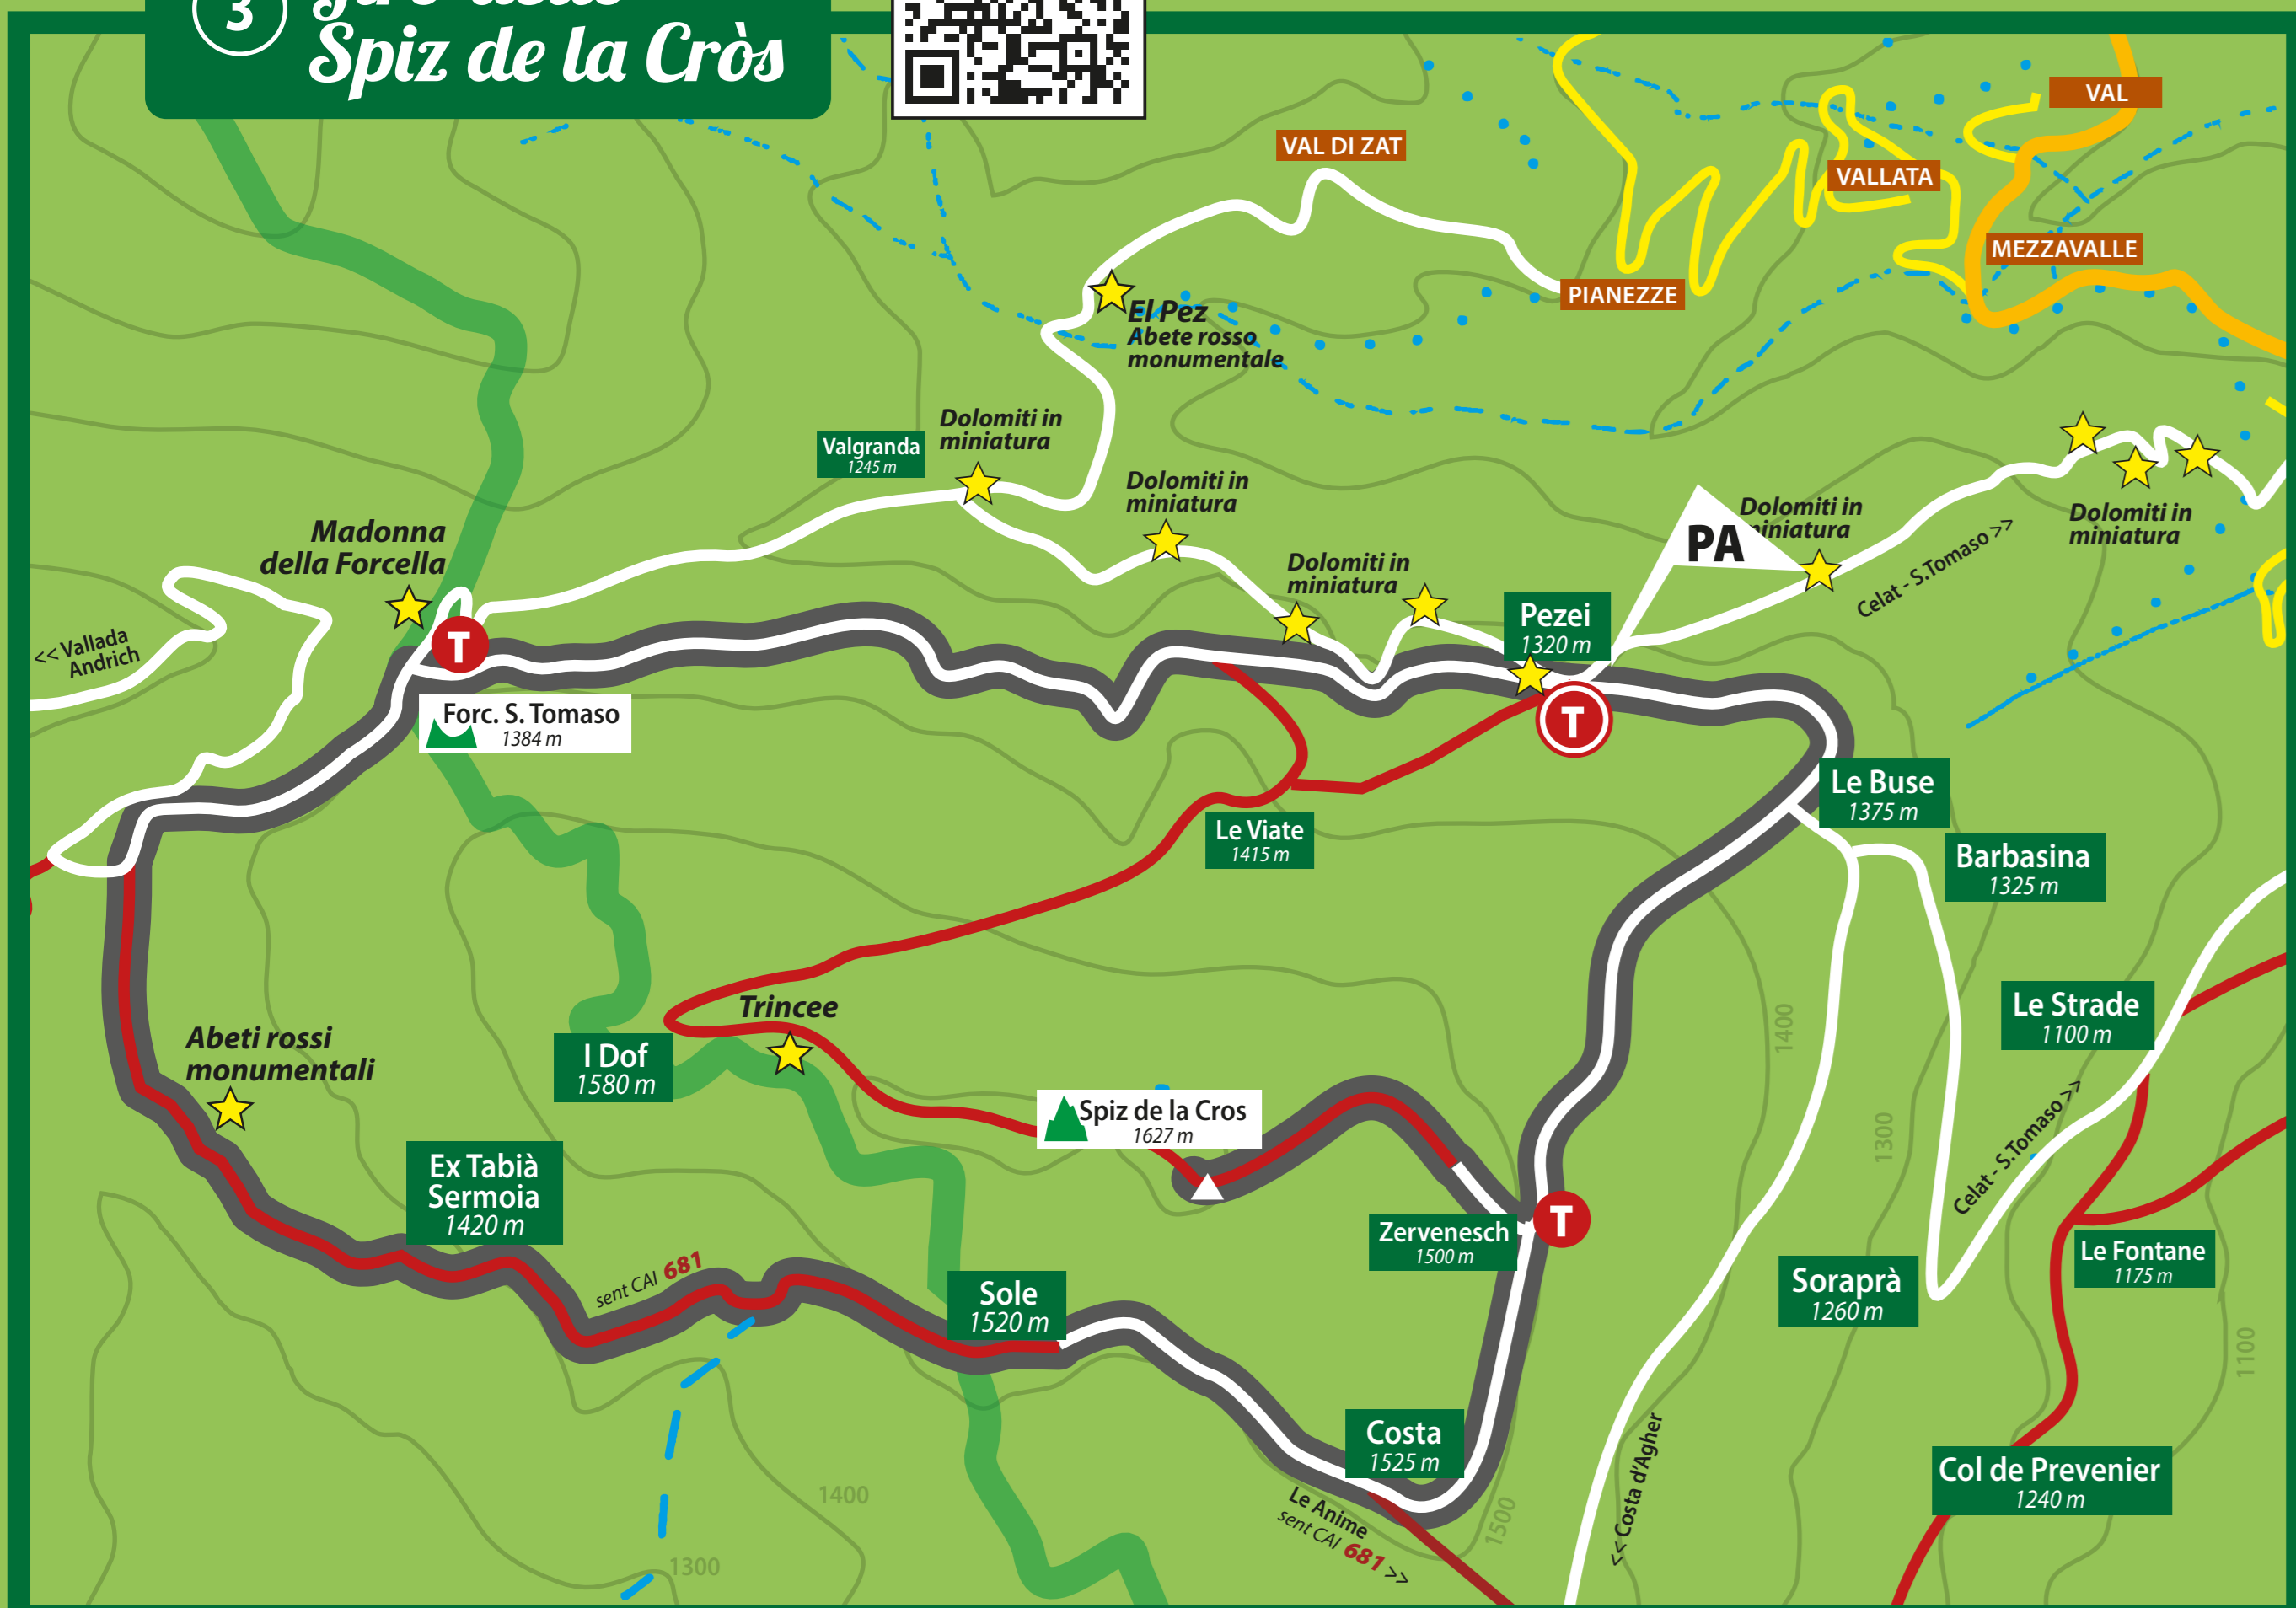 3
Giro dello
Spiz de la Cròs
VAL
VAL DI ZAT
VALLATA
MEZZAVALLE
PIANEZZE
El Pez
Abete rosso
monumentale
Dolomiti in
miniatura
Valgranda
1245 m
Dolomiti in
miniatura
Dolomiti in
miniatura
PA
Dolomiti in
miniatura
Dolomiti in
miniatura
Celat - S.Tomaso >>
Madonna
della Forcella
T
<< Vallada
Andrich
Pezei
1320 m
T
Forc. S. Tomaso
1384 m
Le Buse
1375 m
Le Viate
1415 m
Barbasina
1325 m
Le Strade
1100 m
1400
Trincee
I Dof
1580 m
Abeti rossi
monumentali
Spiz de la Cros
1627 m
1300
Celat - S.Tomaso >>
Ex Tabià
Sermoia
1420 m
T
Zervenesch
1500 m
Le Fontane
1175 m
sent CAI 681
Sole
1520 m
Soraprà
1260 m
1100
Costa
1525 m
<< Costa d'Agher
Col de Prevenier
1240 m
1400
Le Anime
sent CAI 681 >>
1500
1300